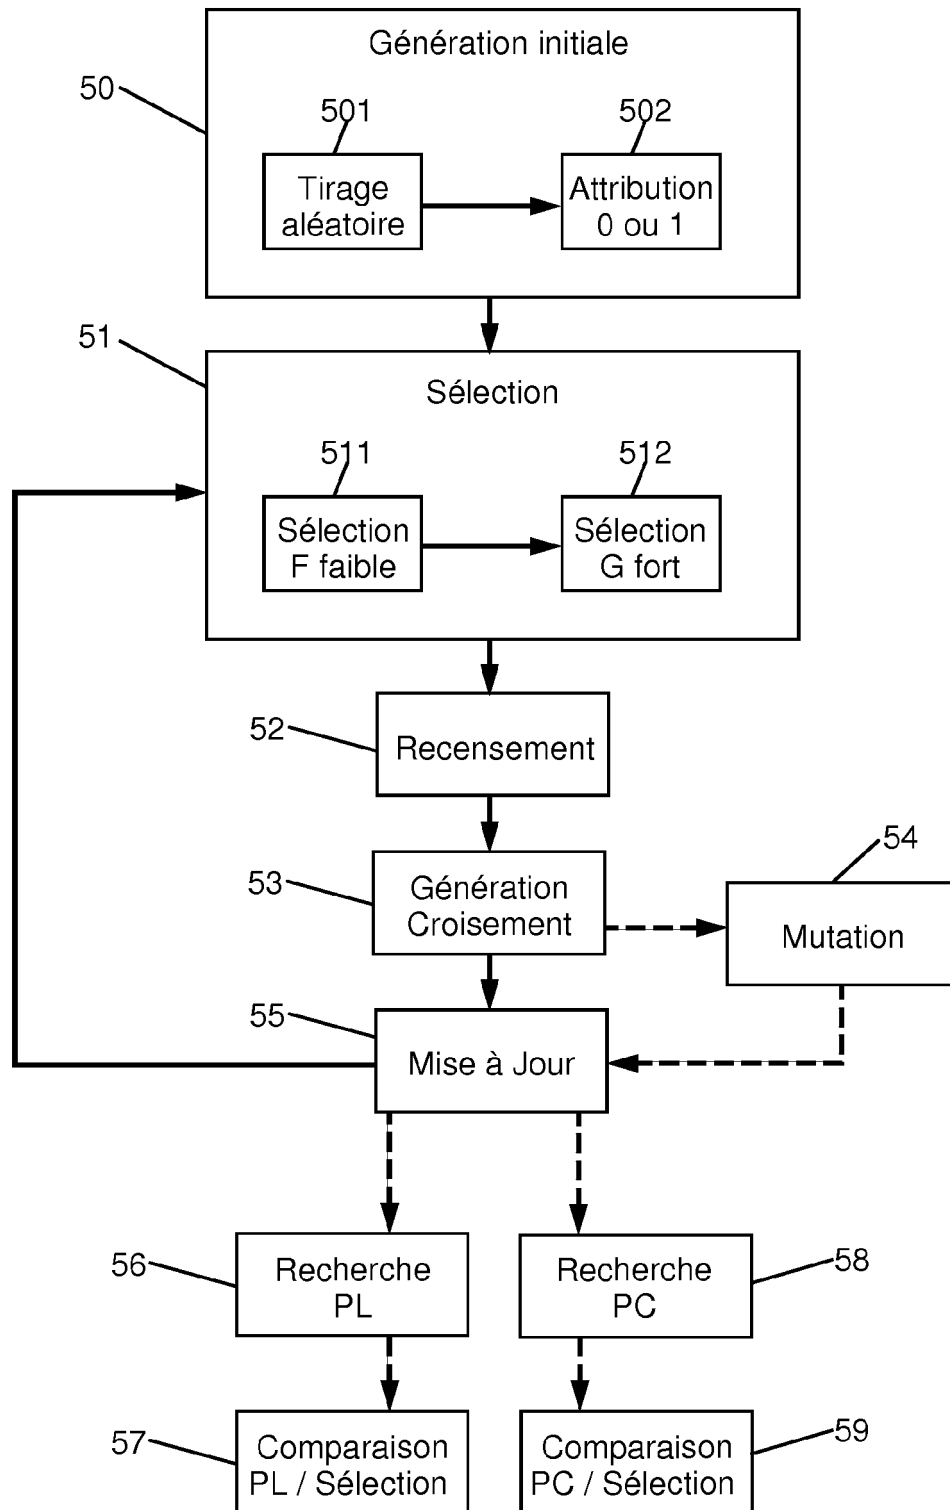 Génération initiale
50
501
502
Tirage
aléatoire
Attribution
0 ou 1
51
Sélection
511
512
Sélection
F faible
Sélection
G fort
52
Recensement
54
53
Génération
Croisement
Mutation
55
Mise à Jour
56
Recherche
PL
Recherche
PC
58
57
Comparaison
PL / Sélection
Comparaison
PC / Sélection
59